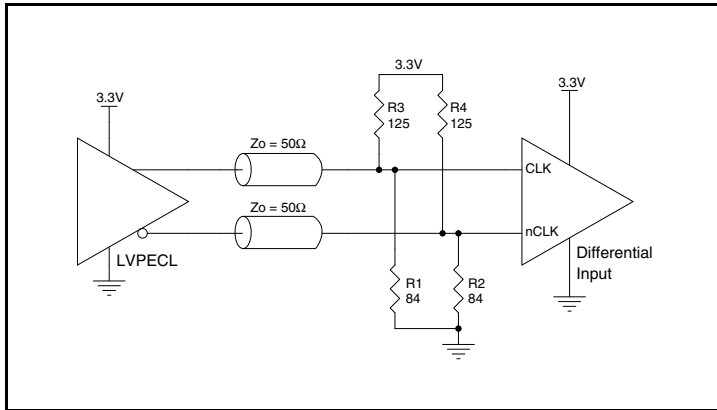 3.3V
3.3V
3.3V
R3
125
R4
125
Zo = 50Ω
CLK
Zo = 50Ω
nCLK
LVPECL
Differential
Input
R1
84
R2
84